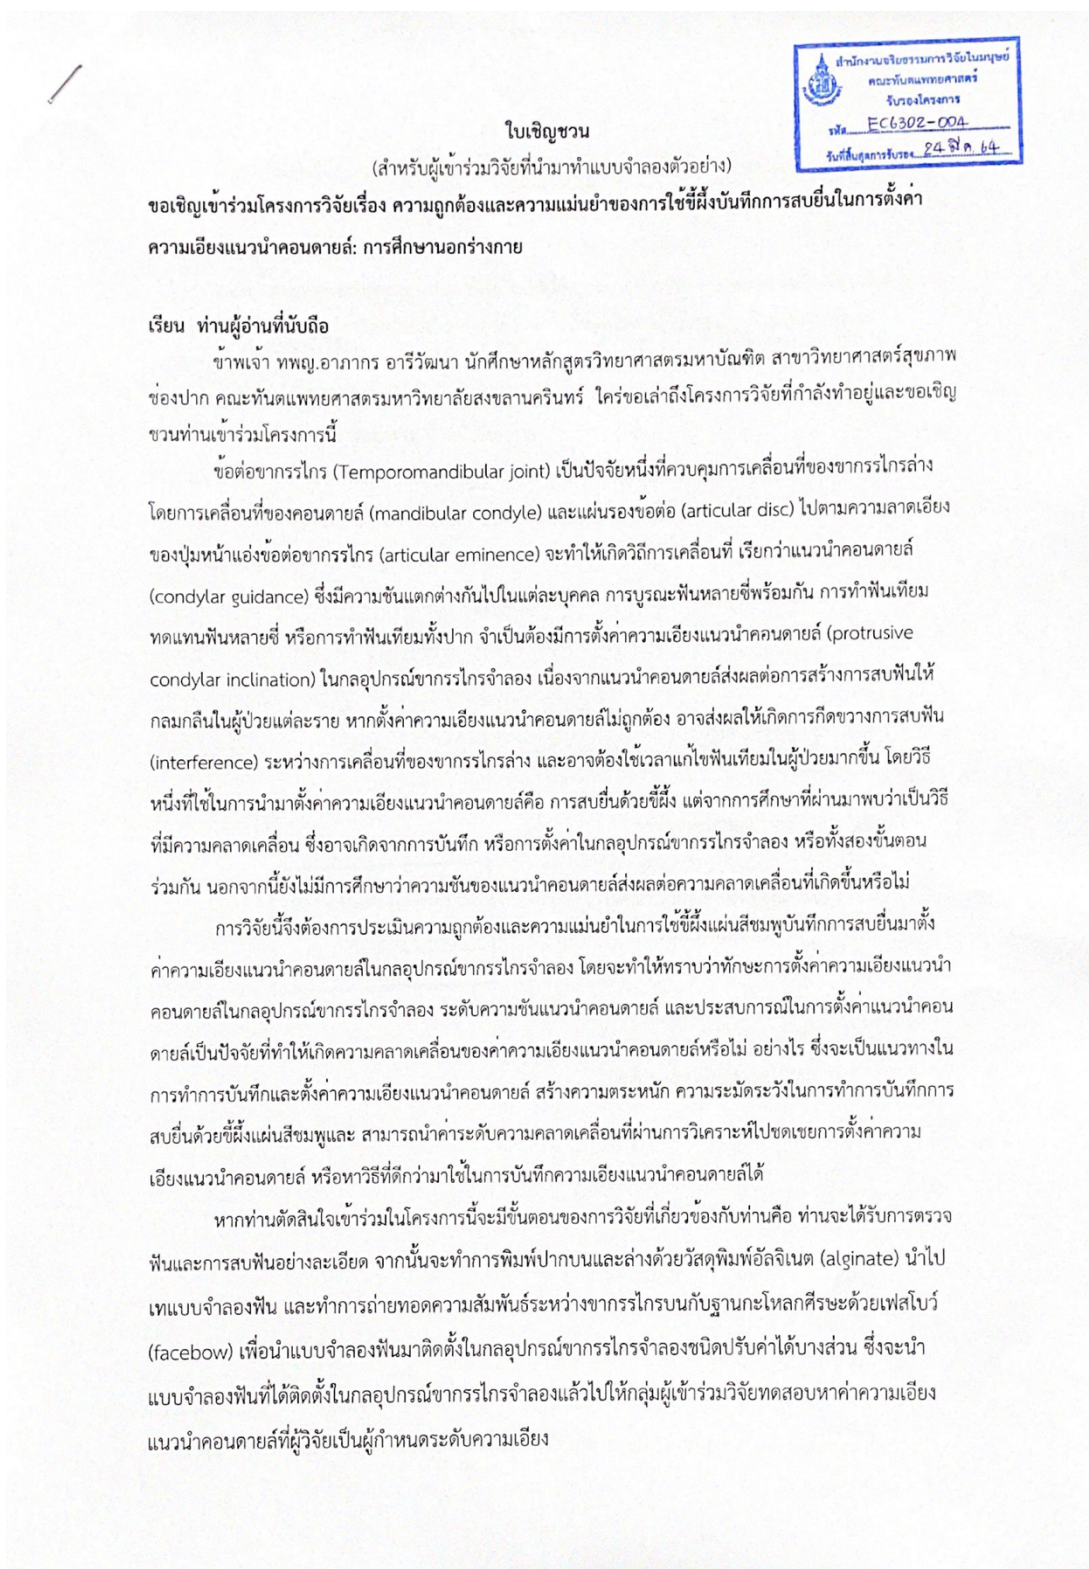 สำนักงานจริยธรรมการวิจัยในมนุษย์
คณะทันตแพทยศาสตร์
รับรองโครงการ
รหัส EC6302-004
วันที่สิ้นสุดการรับรอง 24 มี.ค. 64
ใบเชิญชวน
(สำหรับผู้เข้าร่วมวิจัยที่นำมาทำแบบจำลองตัวอย่าง)
ขอเชิญเข้าร่วมโครงการวิจัยเรื่อง ความถูกต้องและความแม่นยำของการใช้ขี้ผึ้งบันทึกการสบยื่นในการตั้งค่า
ความเอียงแนวนำคอนดายล์: การศึกษานอกร่างกาย
เรียน ท่านผู้อ่านที่นับถือ
ข้าพเจ้า ทพญ.อาภากร อารีวัฒนา นักศึกษาหลักสูตรวิทยาศาสตรมหาบัณฑิต สาขาวิทยาศาสตร์สุขภาพ
ช่องปาก คณะทันตแพทยศาสตรมหาวิทยาลัยสงขลานครินทร์ ใคร่ขอเล่าถึงโครงการวิจัยที่กำลังทำอยู่และขอเชิญ
ชวนท่านเข้าร่วมโครงการนี้
ข้อต่อขากรรไกร (Temporomandibular joint) เป็นปัจจัยหนึ่งที่ควบคุมการเคลื่อนที่ของขากรรไกรล่าง
โดยการเคลื่อนที่ของคอนดายล์ (mandibular condyle) และแผ่นรองข้อต่อ (articular disc) ไปตามความลาดเอียง
ของปุ่มหน้าแอ่งข้อต่อขากรรไกร (articular eminence) จะทำให้เกิดวิถีการเคลื่อนที่ เรียกว่าแนวนำคอนดายล์
(condylar guidance) ซึ่งมีความชันแตกต่างกันไปในแต่ละบุคคล การบูรณะฟันหลายซี่พร้อมกัน การทำฟันเทียม
ทดแทนฟันหลายซี่ หรือการทำฟันเทียมทั้งปาก จำเป็นต้องมีการตั้งค่าความเอียงแนวนำคอนดายล์ (protrusive
condylar inclination) ในกลอุปกรณ์ขากรรไกรจำลอง เนื่องจากแนวนำคอนดายล์ส่งผลต่อการสร้างการสบฟันให้
กลมกลืนในผู้ป่วยแต่ละราย หากตั้งค่าความเอียงแนวนำคอนดายล์ไม่ถูกต้อง อาจส่งผลให้เกิดการกีดขวางการสบฟัน
(interference) ระหว่างการเคลื่อนที่ของขากรรไกรล่าง และอาจต้องใช้เวลาแก้ไขฟันเทียมในผู้ป่วยมากขึ้น โดยวิธี
หนึ่งที่ใช้ในการนำมาตั้งค่าความเอียงแนวนำคอนดายล์คือ การสบยื่นด้วยขี้ผึ้ง แต่จากการศึกษาที่ผ่านมาพบว่าเป็นวิธี
ที่มีความคลาดเคลื่อน ซึ่งอาจเกิดจากการบันทึก หรือการตั้งค่าในกลอุปกรณ์ขากรรไกรจำลอง หรือทั้งสองขั้นตอน
ร่วมกัน นอกจากนี้ยังไม่มีการศึกษาว่าความชันของแนวนำคอนดายล์ส่งผลต่อความคลาดเคลื่อนที่เกิดขึ้นหรือไม่
การวิจัยนี้จึงต้องการประเมินความถูกต้องและความแม่นยำในการใช้ขี้ผึ้งแผ่นสีชมพูบันทึกการสบยื่นมาตั้ง
ค่าความเอียงแนวนำคอนดายล์ในกลอุปกรณ์ขากรรไกรจำลอง โดยจะทำให้ทราบว่าทักษะการตั้งค่าความเอียงแนวนำ
คอนดายล์ในกลอุปกรณ์ขากรรไกรจำลอง ระดับความชันแนวนำคอนดายล์ และประสบการณ์ในการตั้งค่าแนวนำคอน
ดายล์เป็นปัจจัยที่ทำให้เกิดความคลาดเคลื่อนของค่าความเอียงแนวนำคอนดายล์หรือไม่ อย่างไร ซึ่งจะเป็นแนวทางใน
การทำการบันทึกและตั้งค่าความเอียงแนวนำคอนดายล์ สร้างความตระหนัก ความระมัดระวังในการทำการบันทึกการ
สบยื่นด้วยขี้ผึ้งแผ่นสีชมพูและ สามารถนำค่าระดับความคลาดเคลื่อนที่ผ่านการวิเคราะห์ไปชดเชยการตั้งค่าความ
เอียงแนวนำคอนดายล์ หรือหาวิธีที่ดีกว่ามาใช้ในการบันทึกความเอียงแนวนำคอนดายล์ได้
หากท่านตัดสินใจเข้าร่วมในโครงการนี้จะมีขั้นตอนของการวิจัยที่เกี่ยวข้องกับท่านคือ ท่านจะได้รับการตรวจ
ฟันและการสบฟันอย่างละเอียด จากนั้นจะทำการพิมพ์ปากบนและล่างด้วยวัสดุพิมพ์อัลจิเนต (alginate) นำไป
เทแบบจำลองฟัน และทำการถ่ายทอดความสัมพันธ์ระหว่างขากรรไกรบนกับฐานกะโหลกศีรษะด้วยเฟสโบว์
(facebow) เพื่อนำแบบจำลองฟันมาติดตั้งในกลอุปกรณ์ขากรรไกรจำลองชนิดปรับค่าได้บางส่วน ซึ่งจะนำ
แบบจำลองฟันที่ได้ติดตั้งในกลอุปกรณ์ขากรรไกรจำลองแล้วไปให้กลุ่มผู้เข้าร่วมวิจัยทดสอบหาค่าความเอียง
แนวนำคอนดายล์ที่ผู้วิจัยเป็นผู้กำหนดระดับความเอียง